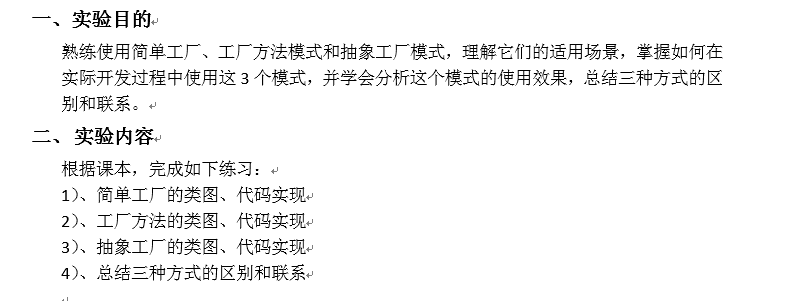 一、实验目的
熟练使用简单工厂、工厂方法模式和抽象工厂模式，理解它们的适用场景，掌握如何在
实际开发过程中使用这 3 个模式，并学会分析这个模式的使用效果，总结三种方式的区
别和联系。
二、 实验内容
根据课本，完成如下练习：
1）、简单工厂的类图、代码实现
2）、工厂方法的类图、代码实现
3）、抽象工厂的类图、代码实现
4）、总结三种方式的区别和联系